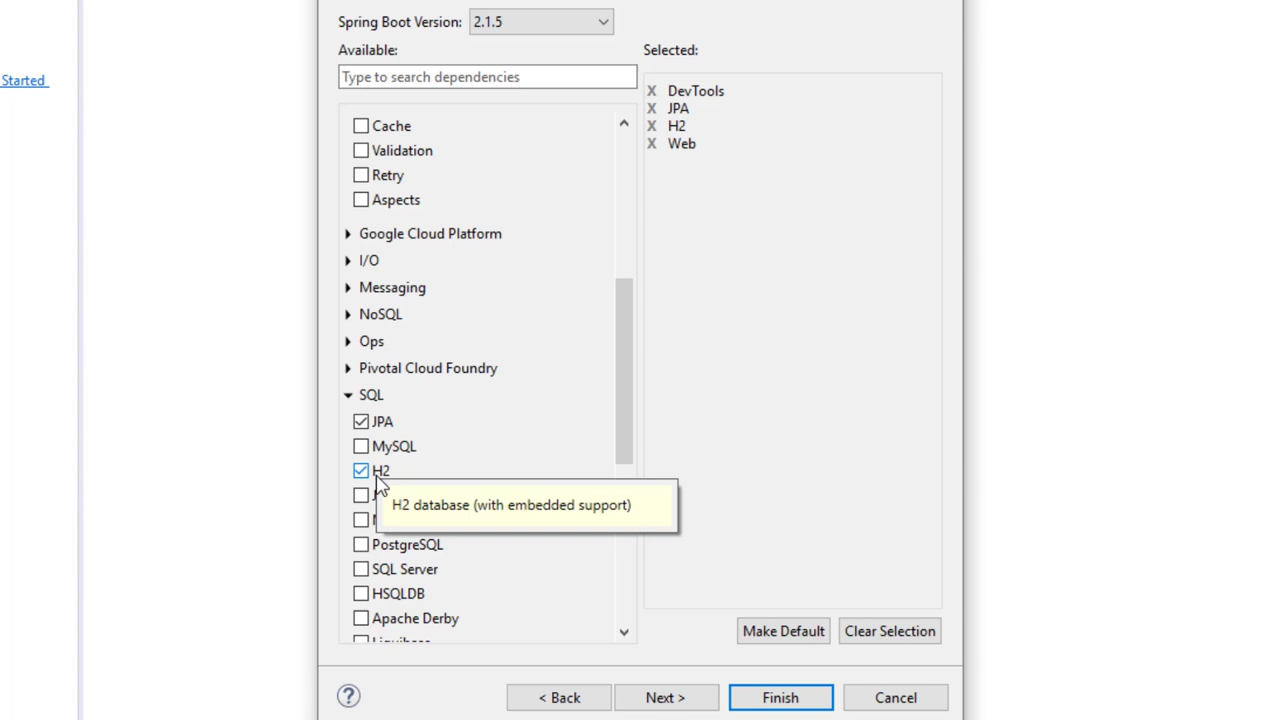 Spring Boot Version: 2.1.5
Available:
Selected:
Started
Type to search dependencies
X DevTools
X JPA
X H2
X Web
Cache
Validation
Retry
Aspects
Google Cloud Platform
I/O
Messaging
NoSQL
Ops
Pivotal Cloud Foundry
SQL
JPA
MySQL
H2
H2 database (with embedded support)
PostgreSQL
SQL Server
HSQLDB
Apache Derby
Liquibase
Make Default
Clear Selection
?
< Back
Next >
Finish
Cancel